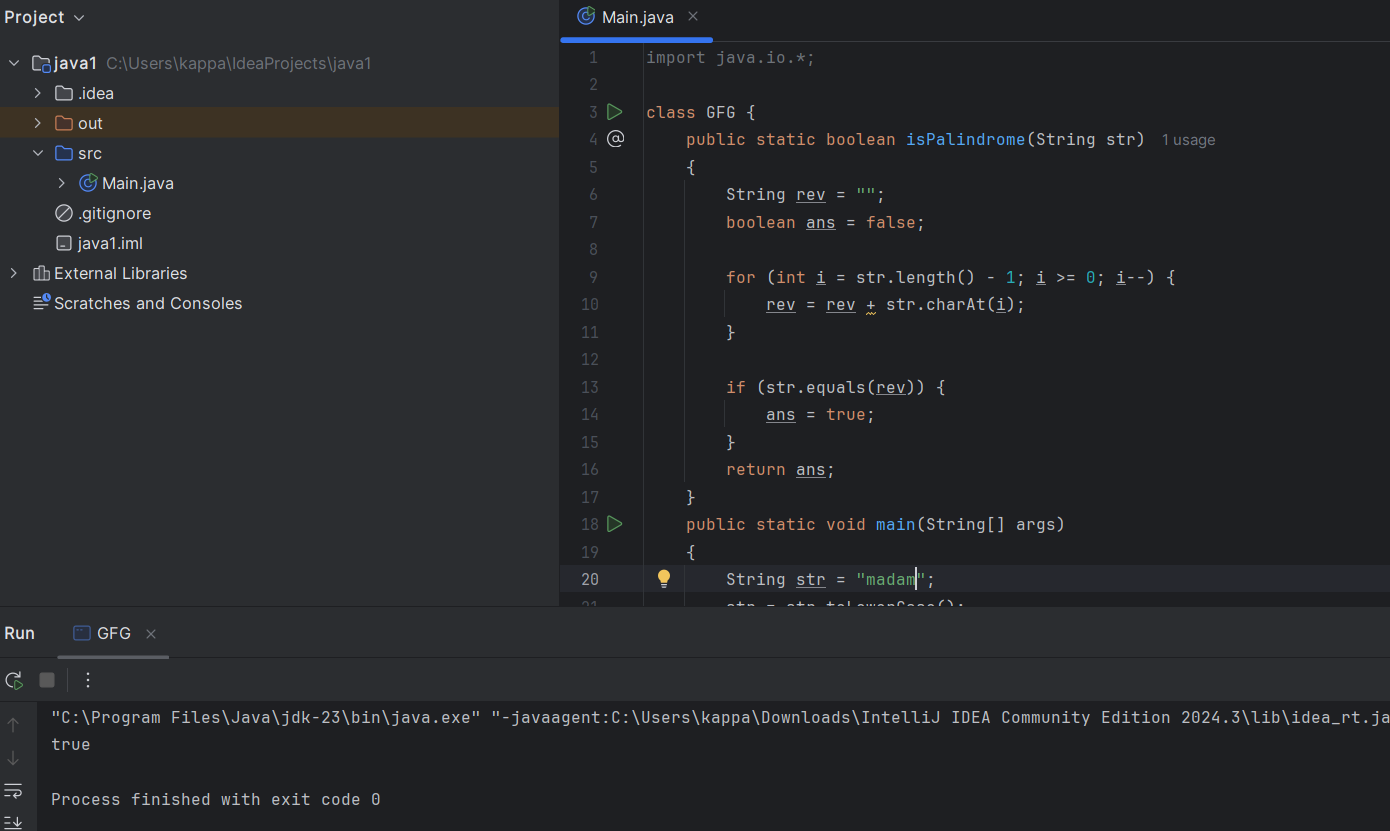 Project
java1 C:\Users\kappa\IdeaProjects\java1
.idea
out
src
Main.java
.gitignore
java1.iml
External Libraries
Scratches and Consoles
Main.java
1 import java.io.*;
2
3 class GFG {
4 @ public static boolean isPalindrome(String str) 1 usage
5 {
6 String rev = "";
7 boolean ans = false;
8
9 for (int i = str.length() - 1; i >= 0; i--) {
10 rev = rev + str.charAt(i);
11 }
12
13 if (str.equals(rev)) {
14 ans = true;
15 }
16 return ans;
17 }
18 public static void main(String[] args)
19 {
20 String str = "madam";
21 str = str.toLowerCase();
Run GFG
"C:\Program Files\Java\jdk-23\bin\java.exe" "-javaagent:C:\Users\kappa\Downloads\IntelliJ IDEA Community Edition 2024.3\lib\idea_rt.ja
true
Process finished with exit code 0